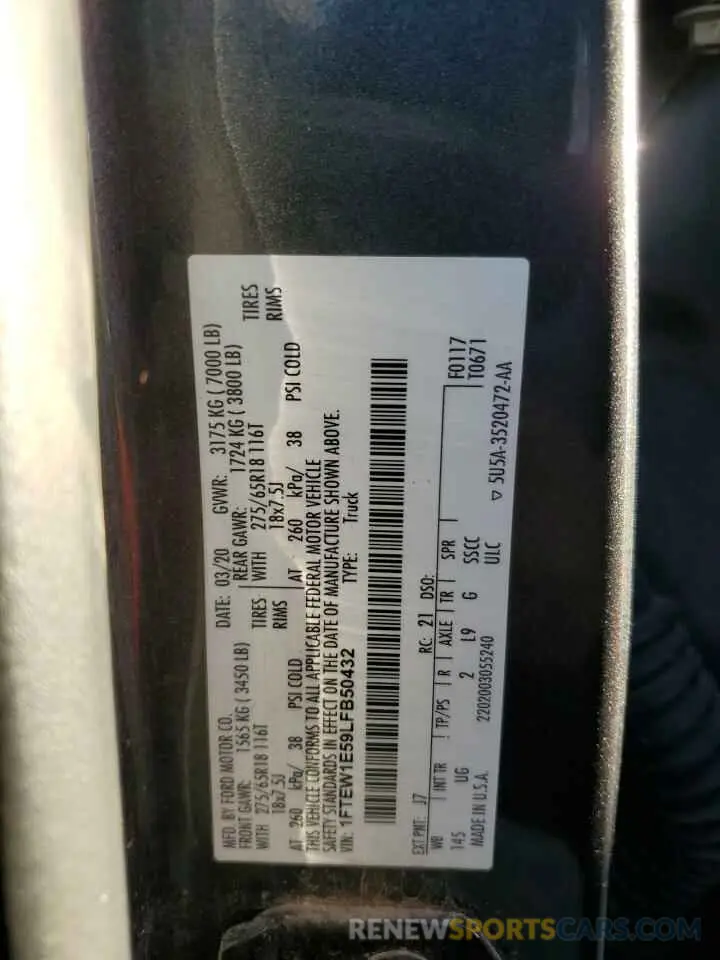 MFD. BY FORD MOTOR CO.
DATE: 03/20 GVWR: 3175 KG ( 7000 LB)
FRONT GAWR: 1565 KG ( 3450 LB) REAR GAWR: 1724 KG ( 3800 LB)
WITH 275/65R18 116T TIRES WITH 275/65R18 116T TIRES
18x7.5J RIMS 18x7.5J RIMS
AT 260 kPa/ 38 PSI COLD AT 260 kPa/ 38 PSI COLD
THIS VEHICLE CONFORMS TO ALL APPLICABLE FEDERAL MOTOR VEHICLE
SAFETY STANDARDS IN EFFECT ON THE DATE OF MANUFACTURE SHOWN ABOVE.
VIN: 1FTEW1E59LFB50432 TYPE: Truck
EXT PNT: J7 RC: 21 DSO: F0117
WB INT TR TP/PS R AXLE TR SPR T0671
145 UG 2 L9 G SSCC
2202003055240 ULC
MADE IN U.S.A. 5U5A-3520472-AA
RENEWSPORTSCARS.COM